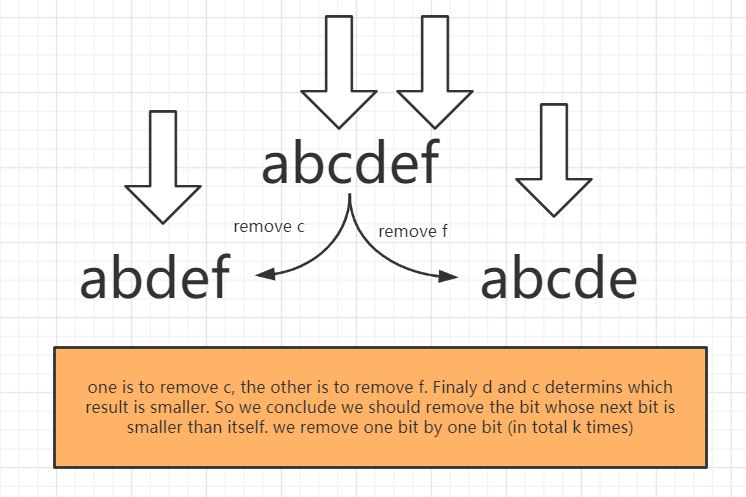 abcdef
remove c
remove f
abdef
abcde
one is to remove c, the other is to remove f. Finaly d and c determins which
result is smaller. So we conclude we should remove the bit whose next bit is
smaller than itself. we remove one bit by one bit (in total k times)